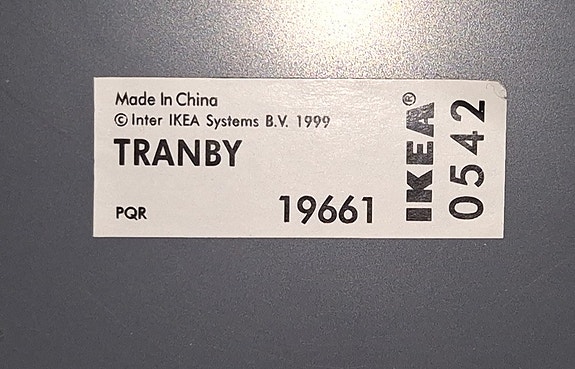 Made In China
© Inter IKEA Systems B.V. 1999
TRANBY
PQR
19661
IKEA®
0542